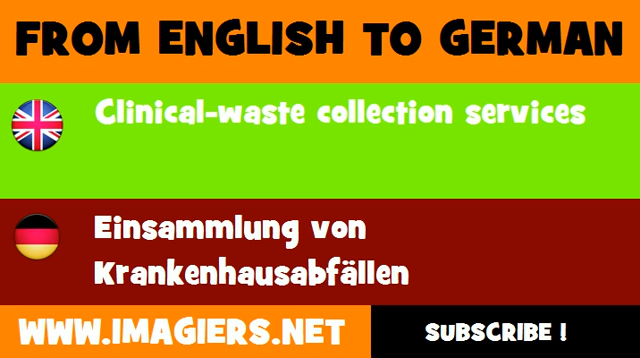 FROM ENGLISH TO GERMAN
Clinical-waste collection services
Einsammlung von
Krankenhausabfällen
WWW.IMAGIERS.NET
SUBSCRIBE !